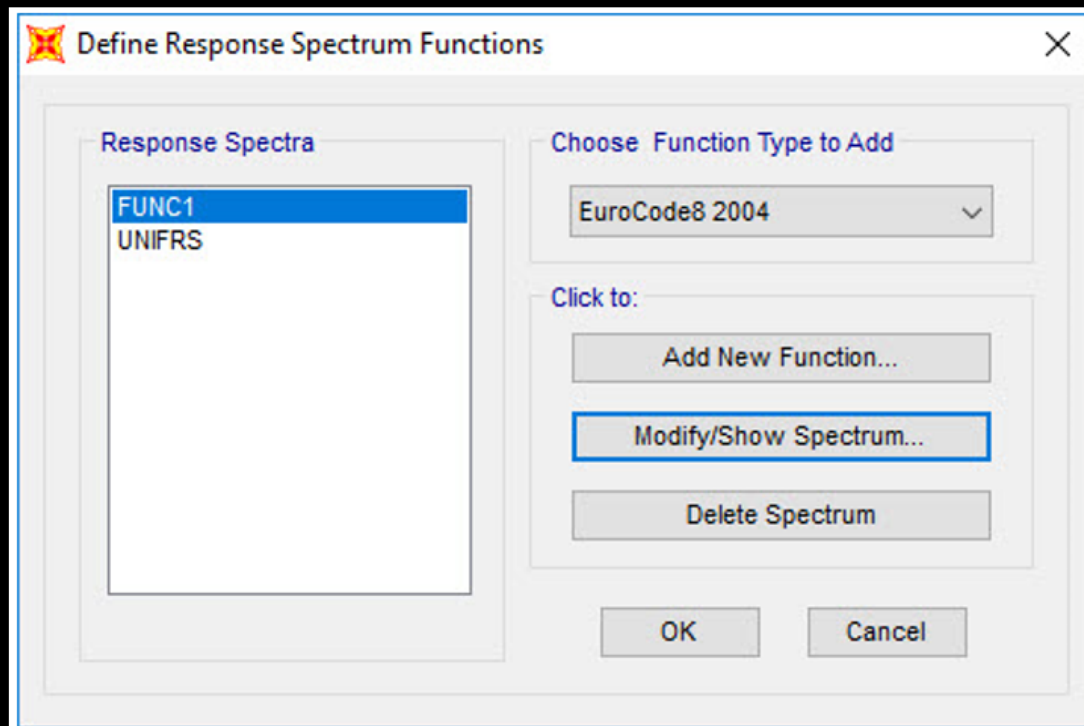 Define Response Spectrum Functions
Response Spectra
FUNC1
UNIFRS
Choose  Function Type to Add
EuroCode8 2004
Click to:
Add New Function...
Modify/Show Spectrum...
Delete Spectrum
OK
Cancel